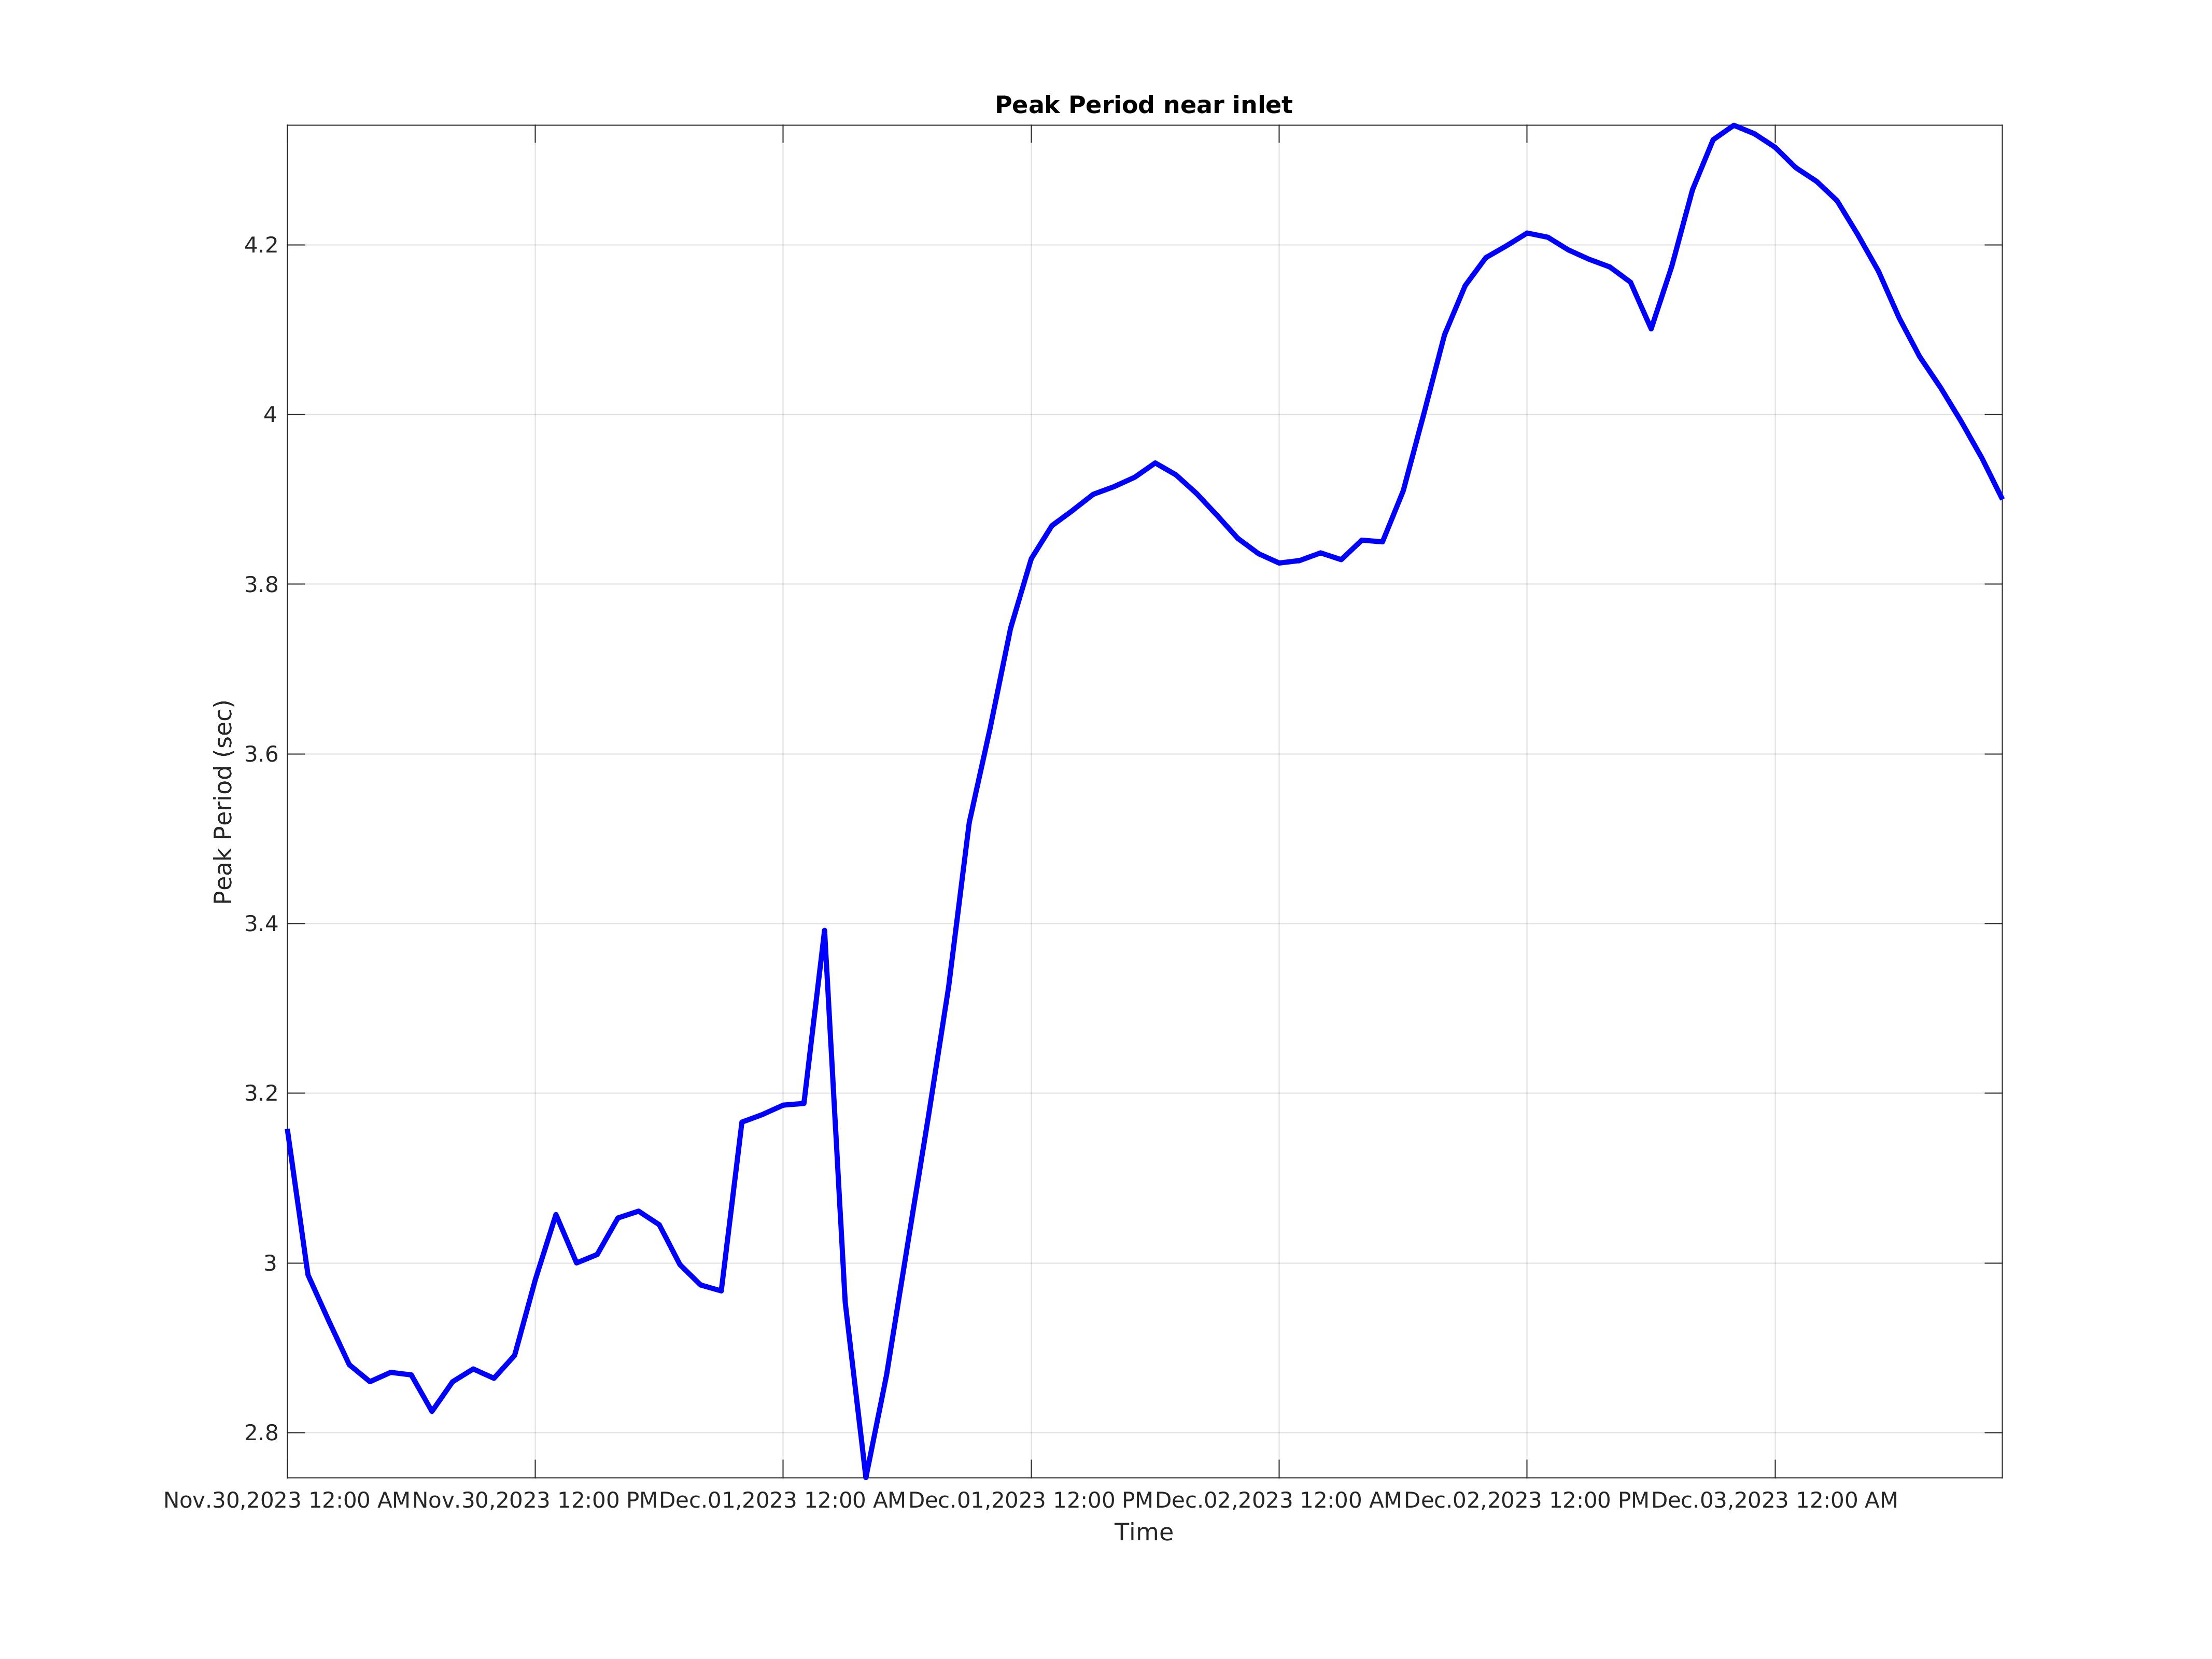 Peak Period near inlet
Peak Period (sec)
4.2
4
3.8
3.6
3.4
3.2
3
2.8
Nov.30,2023 12:00 AM Nov.30,2023 12:00 PM Dec.01,2023 12:00 AM Dec.01,2023 12:00 PM Dec.02,2023 12:00 AM Dec.02,2023 12:00 PM Dec.03,2023 12:00 AM
Time